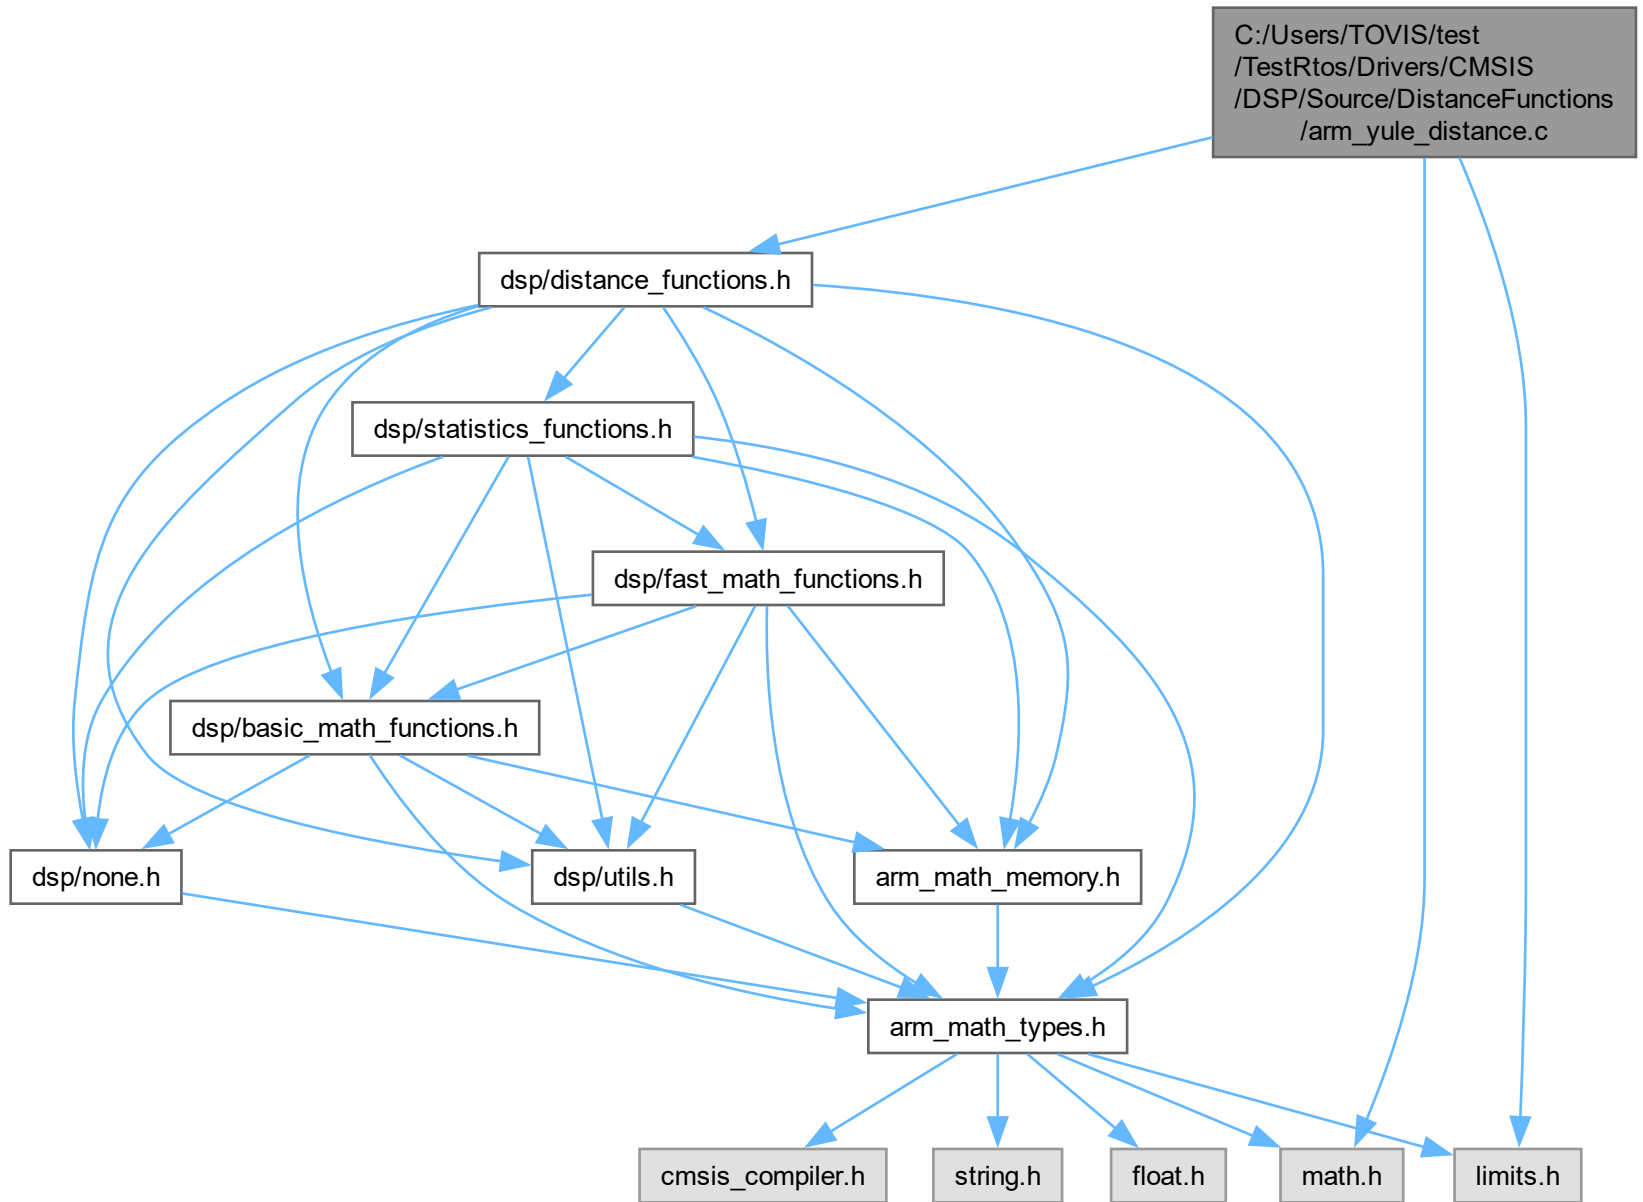 C:/Users/TOVIS/test
/TestRtos/Drivers/CMSIS
/DSP/Source/DistanceFunctions
/arm_yule_distance.c
dsp/distance_functions.h
dsp/statistics_functions.h
dsp/fast_math_functions.h
dsp/basic_math_functions.h
dsp/none.h
dsp/utils.h
arm_math_memory.h
arm_math_types.h
cmsis_compiler.h
string.h
float.h
math.h
limits.h